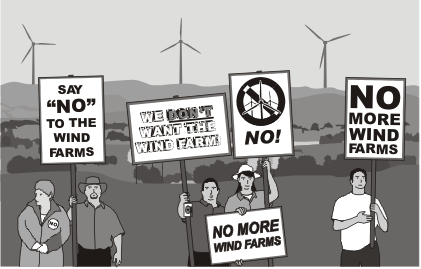 SAY
“NO”
TO THE
WIND
FARMS
WE DON'T
WANT THE
WIND FARM!
NO!
NO
MORE
WIND
FARMS
NO MORE
WIND FARMS
NO